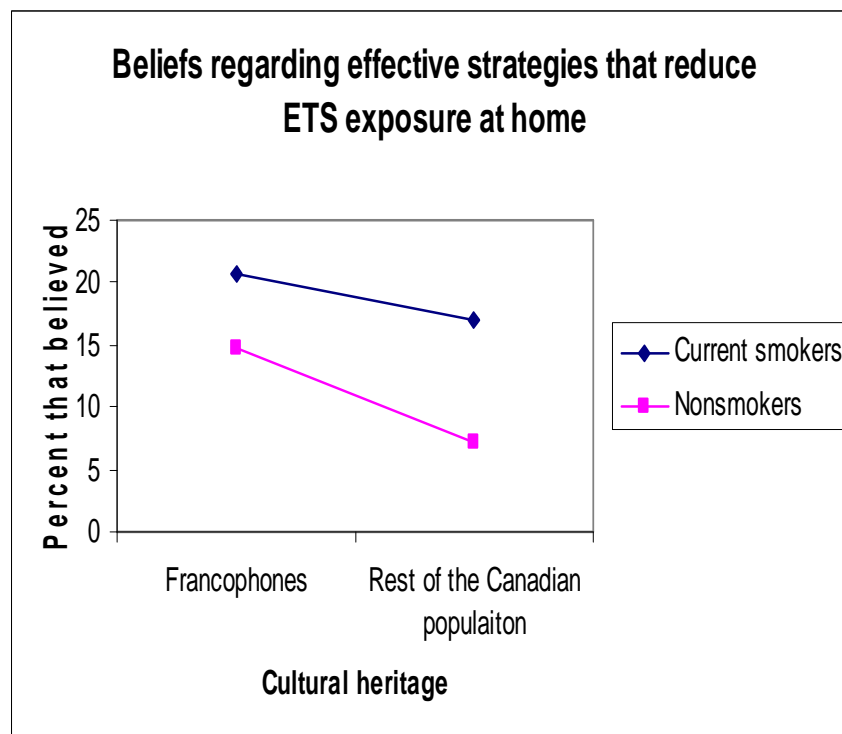 Beliefs regarding effective strategies that reduce
ETS exposure at home
Percent that believed
25
20
15
10
5
0
Francophones
Rest of the Canadian
populaiton
Cultural heritage
Current smokers
Nonsmokers